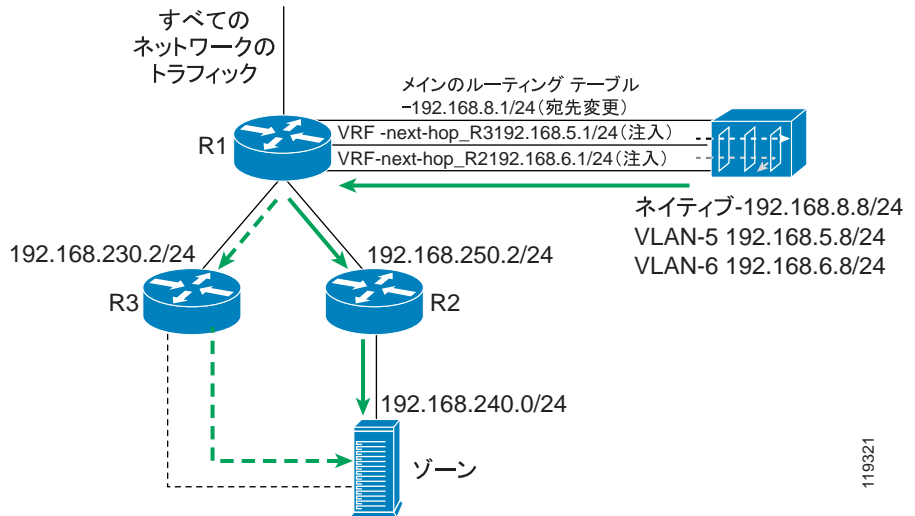 すべての
ネットワークの
トラフィック
メインのルーティング テーブル
-192.168.8.1/24(宛先変更)
VRF -next-hop_R3192.168.5.1/24(注入)
VRF-next-hop_R2192.168.6.1/24(注入)
R1
ネイティブ-192.168.8.8/24
VLAN-5 192.168.5.8/24
VLAN-6 192.168.6.8/24
192.168.230.2/24
192.168.250.2/24
R3
R2
192.168.240.0/24
ゾーン
119321